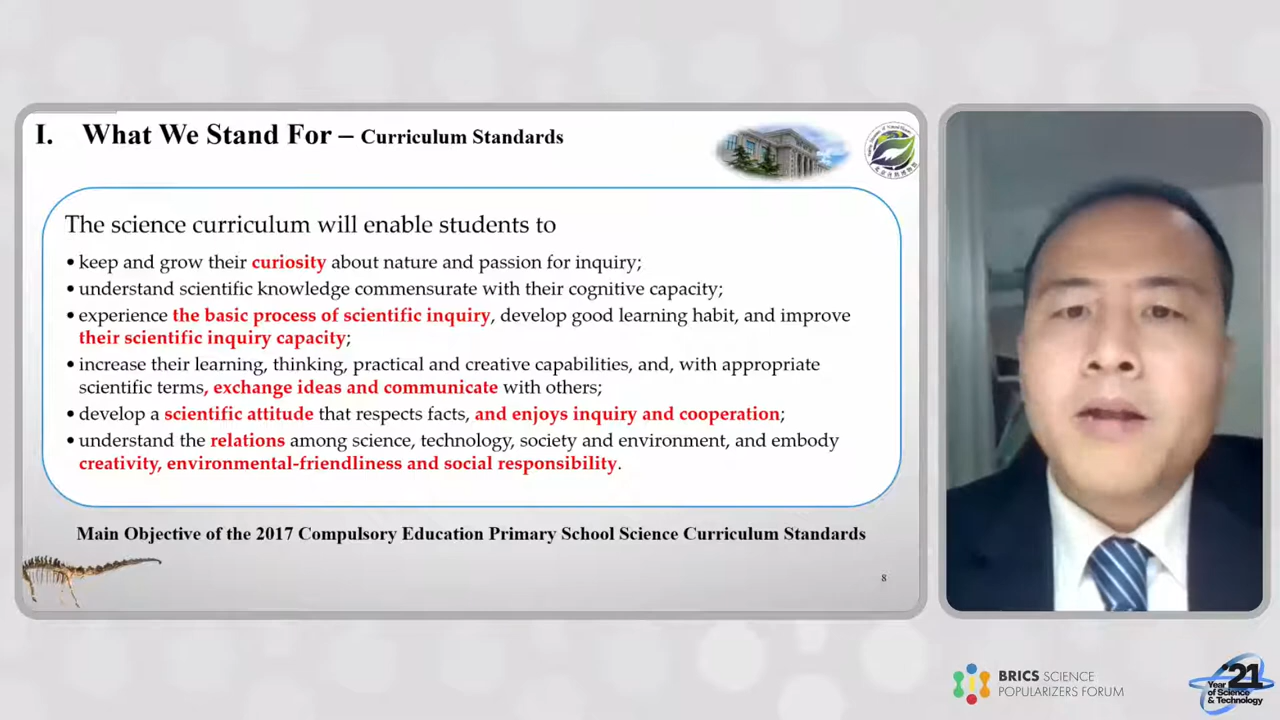 I. What We Stand For – Curriculum Standards
The science curriculum will enable students to
• keep and grow their curiosity about nature and passion for inquiry;
• understand scientific knowledge commensurate with their cognitive capacity;
• experience the basic process of scientific inquiry, develop good learning habit, and improve
their scientific inquiry capacity;
• increase their learning, thinking, practical and creative capabilities, and, with appropriate
scientific terms, exchange ideas and communicate with others;
• develop a scientific attitude that respects facts, and enjoys inquiry and cooperation;
• understand the relations among science, technology, society and environment, and embody
creativity, environmental-friendliness and social responsibility.
Main Objective of the 2017 Compulsory Education Primary School Science Curriculum Standards
8
BRICS SCIENCE
POPULARIZERS FORUM
'21
Year
of Science
& Technology